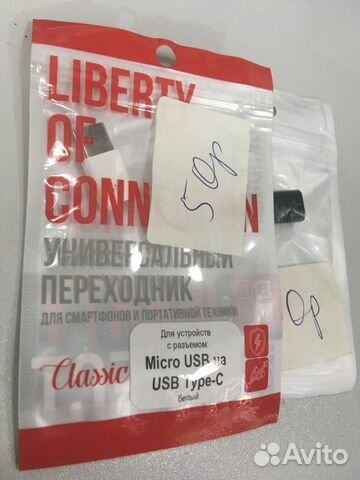 LIBERTY
OF
CONN
N
50р
УНИВЕРСАЛЬНЫЙ
ПЕРЕХОДНИК
ДЛЯ СМАРТФОНОВ И ПОРТАТИВНОЙ ТЕХНИКИ
0р
Для устройств
с разъемом:
Micro USB на
USB Type-C
белый
Classic
Avito